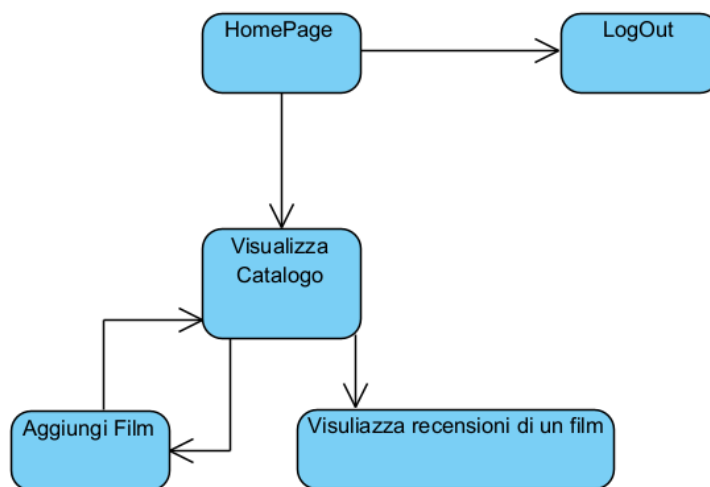 HomePage
LogOut
Visualizza
Catalogo
Aggiungi Film
Visuliazza recensioni di un film